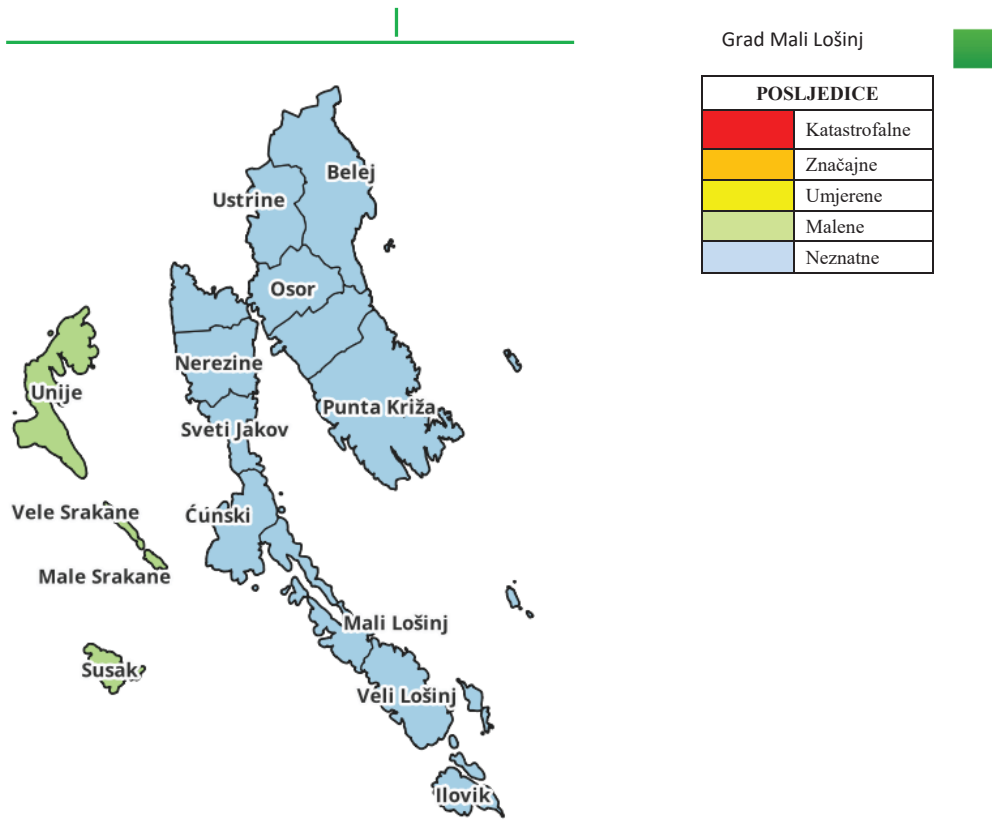 Grad Mali Lošinj
POSLJEDICE
Katastrofalne
Značajne
Umjerene
Malene
Neznatne
Belej
Ustrine
Osor
Nerezine
Unije
Punta Križa
Sveti Jakov
Vele Srakane
Ćunski
Male Srakane
Mali Lošinj
Susak
Veli Lošinj
Ilovik